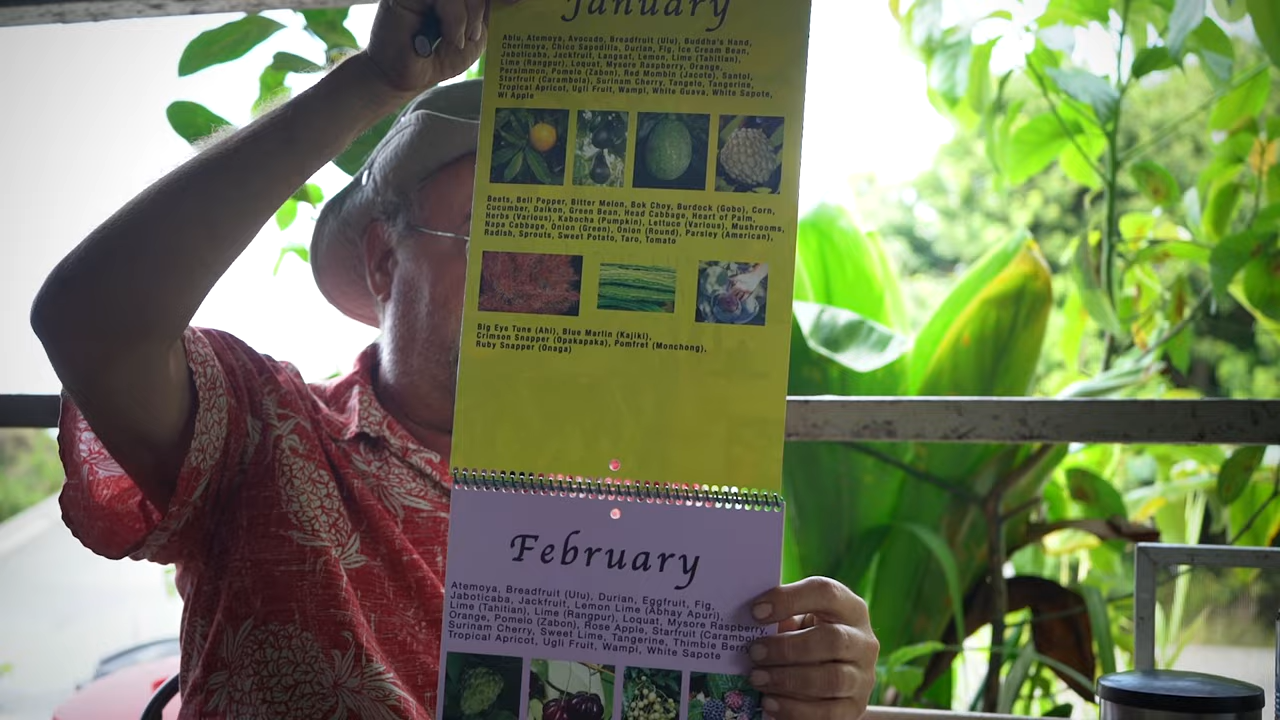 January
Abiu, Atemoya, Avocado, Breadfruit (Ulu), Buddha's Hand,
Cherimoya, Chico Sapodilla, Durian, Fig, Ice Cream Bean,
Jaboticaba, Jackfruit, Langsat, Lemon, Lime (Tahitian),
Lime (Rangpur), Loquat, Mysore Raspberry, Orange,
Persimmon, Pomelo (Zabon), Red Mombin (Jacote), Santol,
Starfruit (Carambola), Surinam Cherry, Tangelo, Tangerine,
Tropical Apricot, Ugli Fruit, Wampi, White Guava, White Sapote,
Wi Apple
Beets, Bell Pepper, Bitter Melon, Bok Choy, Burdock (Gobo), Corn,
Cucumber, Daikon, Green Bean, Head Cabbage, Heart of Palm,
Herbs (Various), Kabocha (Pumpkin), Lettuce (Various), Mushrooms,
Napa Cabbage, Onion (Green), Onion (Round), Parsley (American),
Radish, Sprouts, Sweet Potato, Taro, Tomato
Big Eye Tune (Ahi), Blue Marlin (Kajiki),
Crimson Snapper (Opakapaka), Pomfret (Monchong),
Ruby Snapper (Onaga)
February
Atemoya, Breadfruit (Ulu), Durian, Eggfruit, Fig,
Jaboticaba, Jackfruit, Lemon Lime (Abhay Apuri),
Lime (Tahitian), Lime (Rangpur), Loquat, Mysore Raspberry,
Orange, Pomelo (Zabon), Rose Apple, Starfruit (Carambola
Surinam Cherry, Sweet Lime, Tangerine, Thimble Berry
Tropical Apricot, Ugli Fruit, Wampi, White Sapote